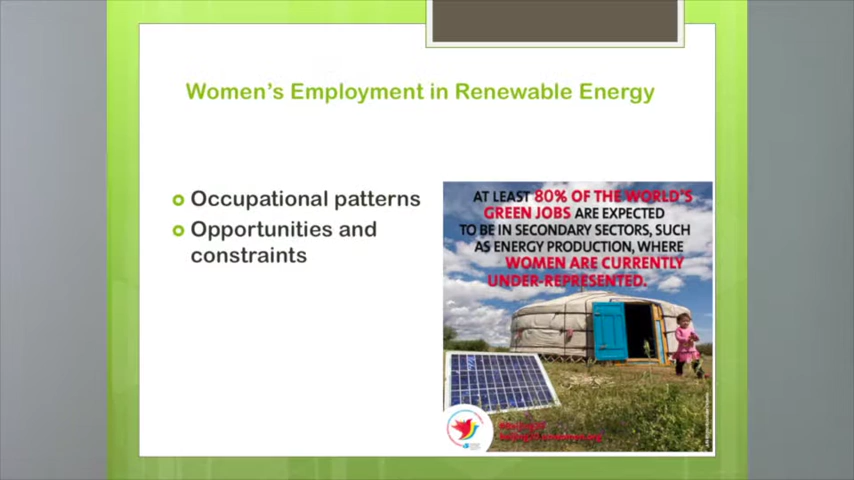 Women's Employment in Renewable Energy
Occupational patterns
Opportunities and
constraints
AT LEAST 80% OF THE WORLD'S
GREEN JOBS ARE EXPECTED
TO BE IN SECONDARY SECTORS, SUCH
AS ENERGY PRODUCTION, WHERE
WOMEN ARE CURRENTLY
UNDER-REPRESENTED.